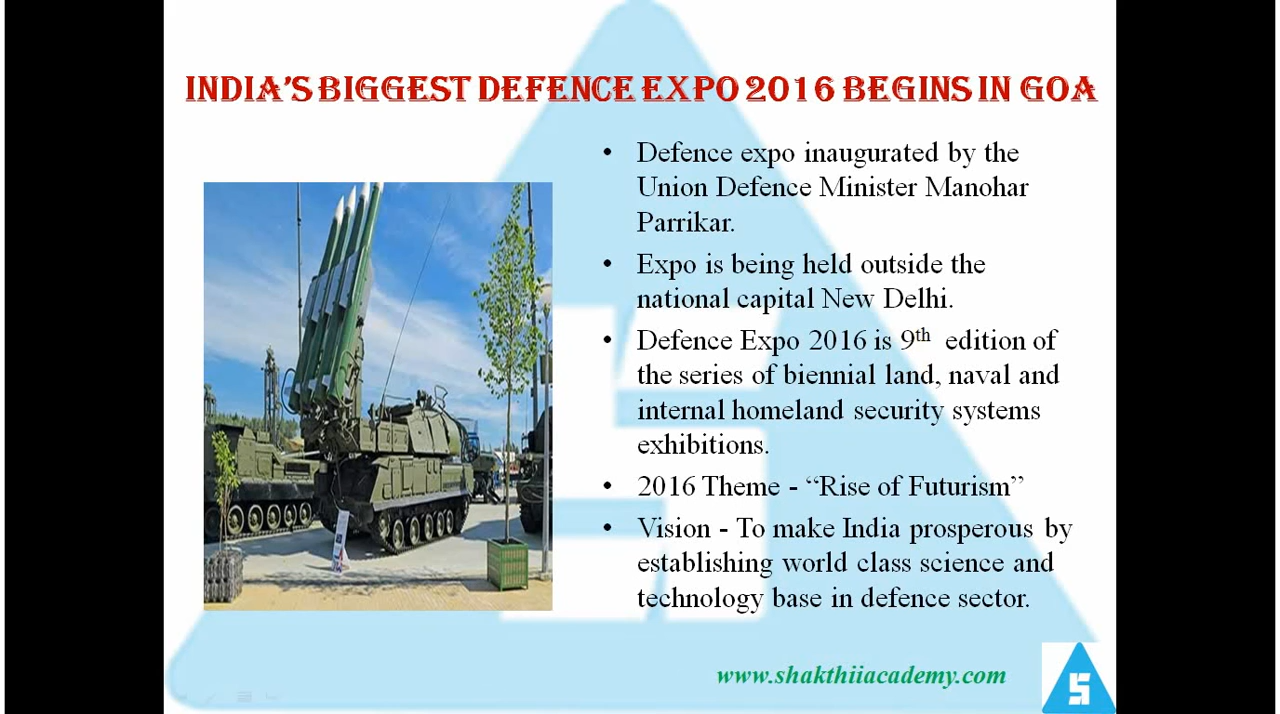 INDIA'S BIGGEST DEFENCE EXPO 2016 BEGINS IN GOA
• Defence expo inaugurated by the
Union Defence Minister Manohar
Parrikar.
• Expo is being held outside the
national capital New Delhi.
• Defence Expo 2016 is 9th edition of
the series of biennial land, naval and
internal homeland security systems
exhibitions.
• 2016 Theme - “Rise of Futurism”
• Vision - To make India prosperous by
establishing world class science and
technology base in defence sector.
www.shakthiiacademy.com
S